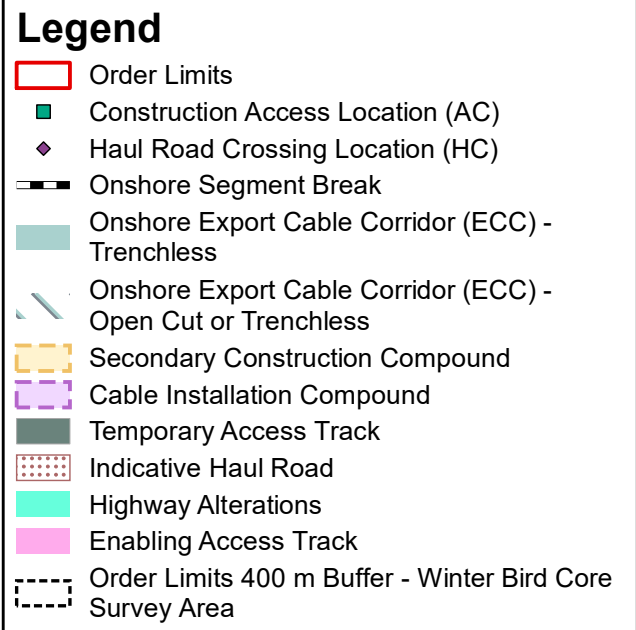 Legend
Order Limits
Construction Access Location (AC)
Haul Road Crossing Location (HC)
Onshore Segment Break
Onshore Export Cable Corridor (ECC) -
Trenchless
Onshore Export Cable Corridor (ECC) -
Open Cut or Trenchless
Secondary Construction Compound
Cable Installation Compound
Temporary Access Track
Indicative Haul Road
Highway Alterations
Enabling Access Track
Order Limits 400 m Buffer - Winter Bird Core
Survey Area